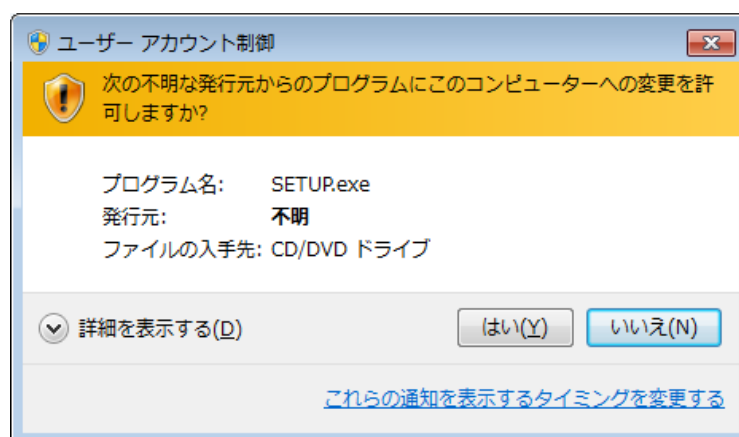 ユーザー アカウント制御
次の不明な発行元からのプログラムにこのコンピューターへの変更を許
可しますか?
プログラム名: SETUP.exe
発行元: 不明
ファイルの入手先: CD/DVD ドライブ
詳細を表示する(D) はい(Y) いいえ(N)
これらの通知を表示するタイミングを変更する